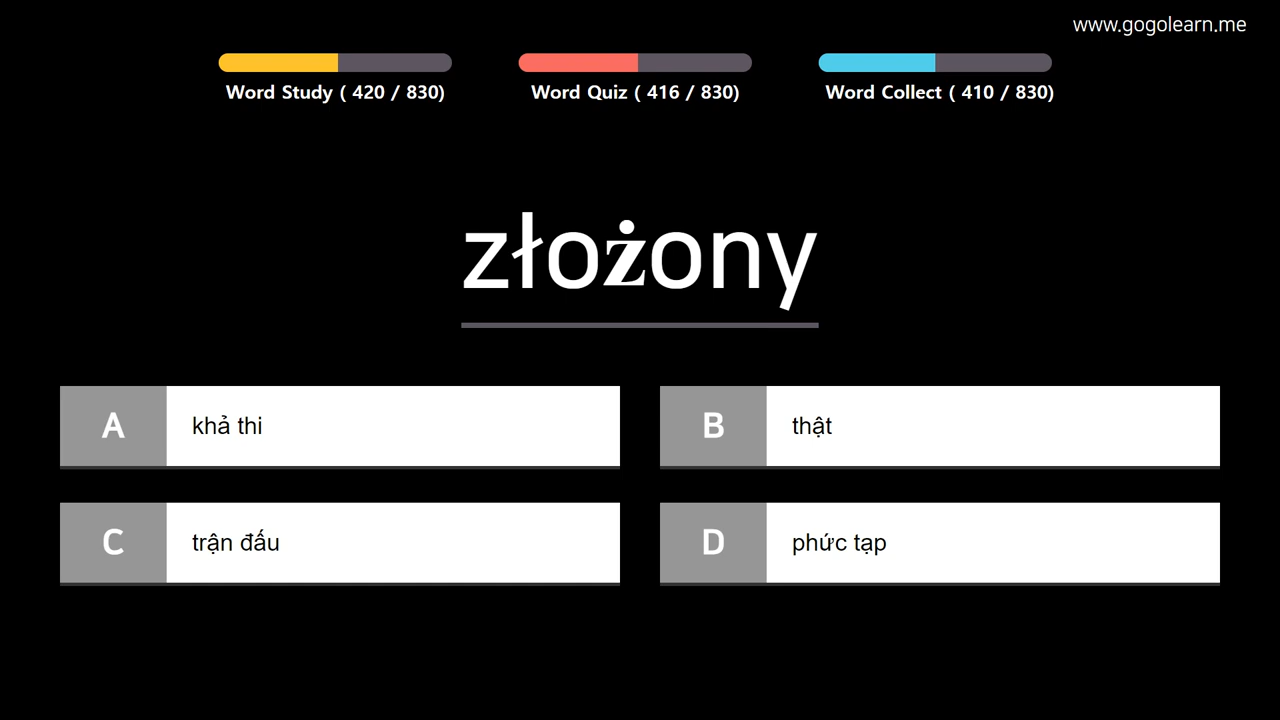 www.gogolearn.me
Word Study ( 420 / 830)
Word Quiz ( 416 / 830)
Word Collect ( 410 / 830)
złożony
A khả thi
B thật
C trận đấu
D phức tạp